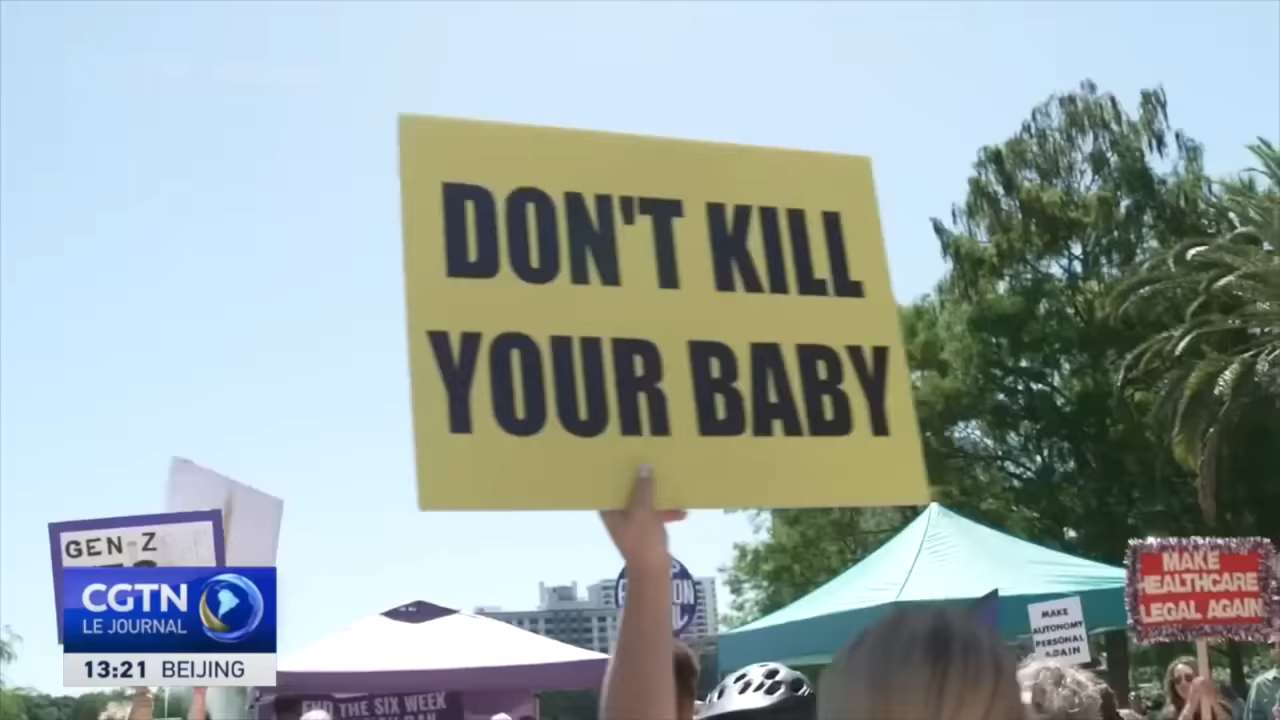 DON'T KILL
YOUR BABY
GEN-Z
CGTN
LE JOURNAL
13:21 BEIJING
MAKE
AUTONOMY
PERSONAL
AGAIN
MAKE
HEALTHCARE
LEGAL AGAIN
END THE SIX WEEK